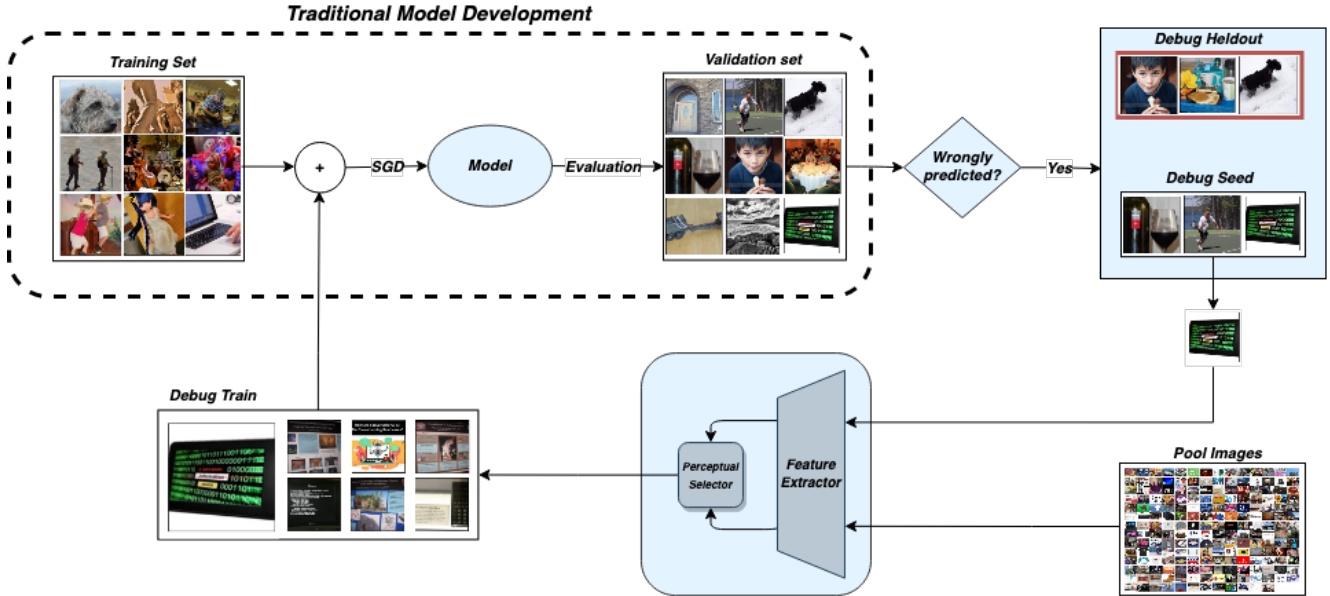 Traditional Model Development
Training Set
Validation set
Debug Heldout
+
SGD
Model
Evaluation
Wrongly
predicted?
Yes
Debug Seed
Debug Train
Perceptual
Selector
Feature
Extractor
Pool Images